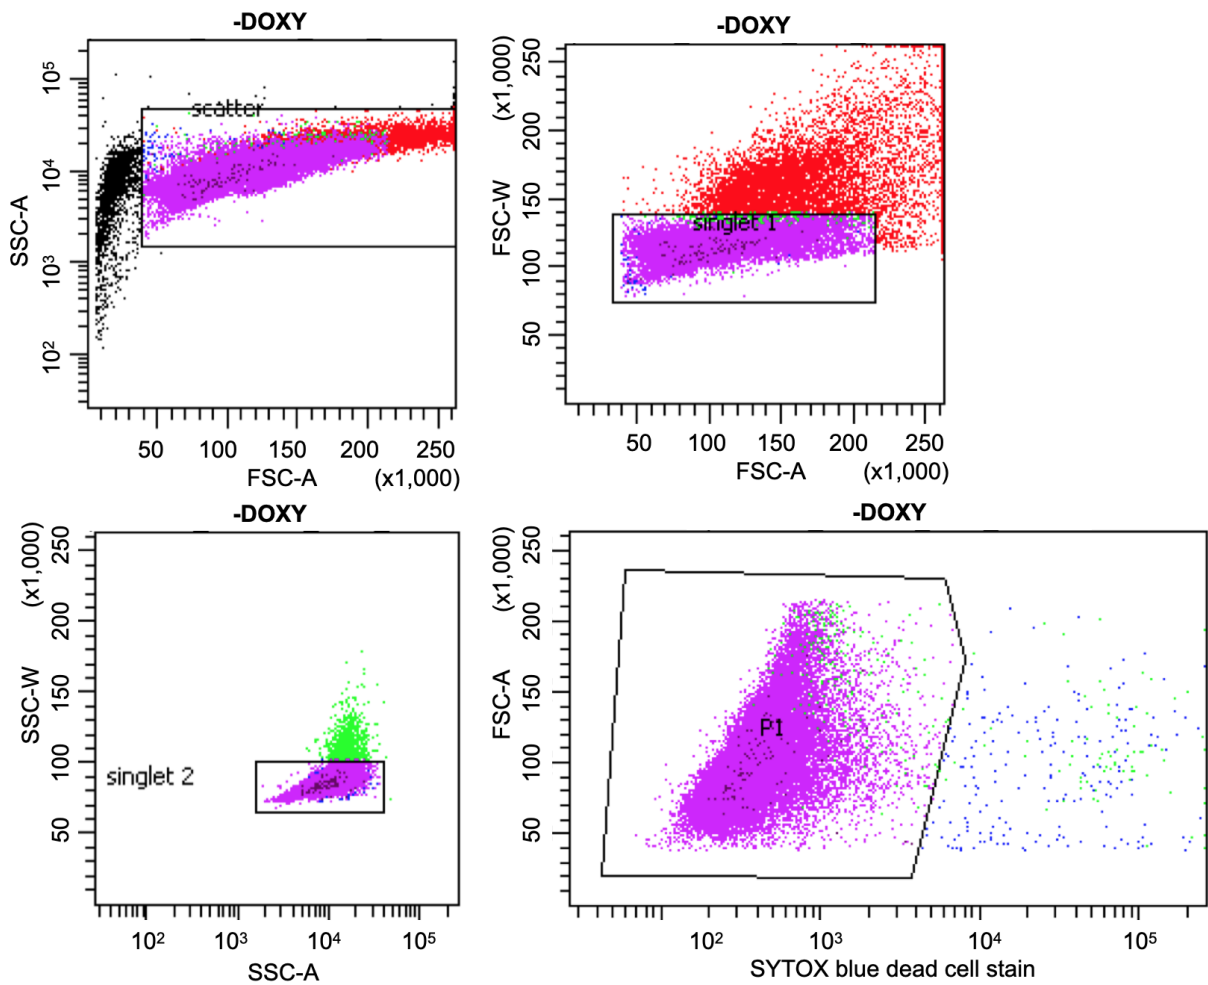 -DOXY
SSC-A
10⁵
10⁴
10³
10²
scatter
50 100 150 200 250
FSC-A (x1,000)
-DOXY
FSC-W (x1,000)
250
200
150
100
50
singlet 1
50 100 150 200 250
FSC-A (x1,000)
-DOXY
SSC-W (x1,000)
250
200
150
100
50
singlet 2
10² 10³ 10⁴ 10⁵
SSC-A
-DOXY
FSC-A (x1,000)
250
200
150
100
50
P1
10² 10³ 10⁴ 10⁵
SYTOX blue dead cell stain